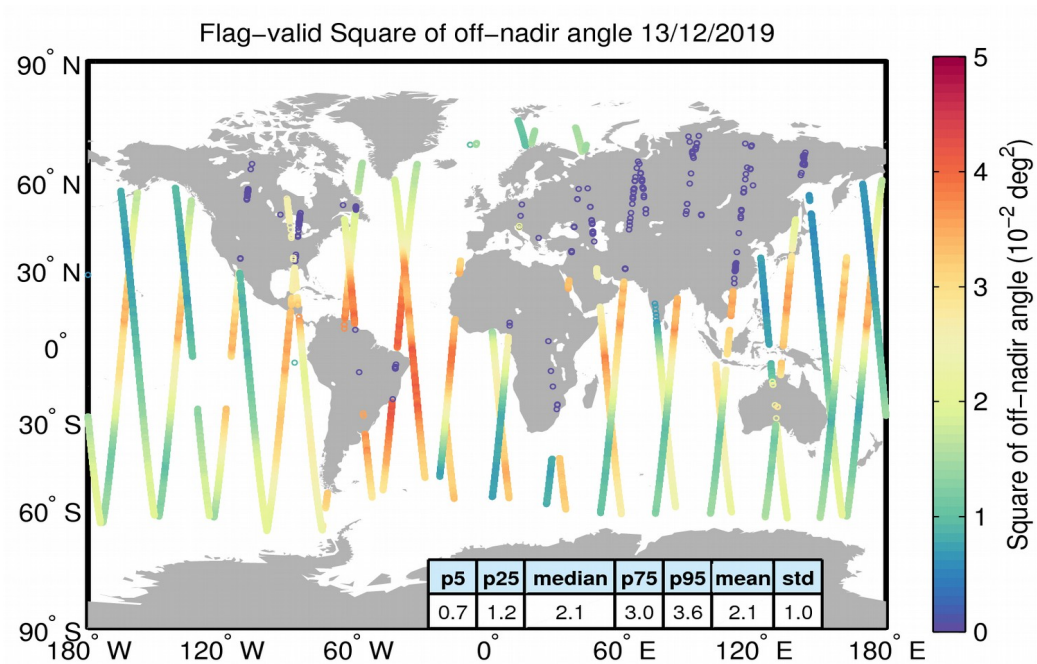 Flag−valid Square of off−nadir angle 13/12/2019
90° N
60° N
30° N
0°
30° S
60° S
90° S
180° W
120° W
60° W
0°
60° E
120° E
180° E
p5 p25 median p75 p95 mean std
0.7 1.2 2.1 3.0 3.6 2.1 1.0
5
4
3
2
1
0
Square of off−nadir angle (10⁻² deg²)